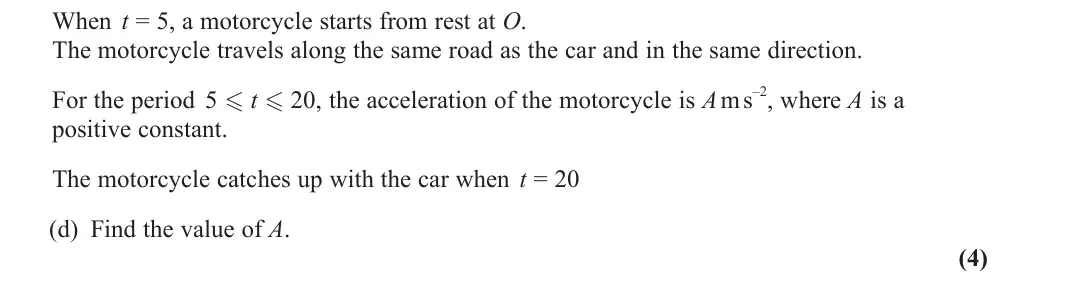 When t = 5, a motorcycle starts from rest at O.
The motorcycle travels along the same road as the car and in the same direction.
For the period 5 ⩽ t ⩽ 20, the acceleration of the motorcycle is A m s⁻², where A is a
positive constant.
The motorcycle catches up with the car when t = 20
(d) Find the value of A.
(4)